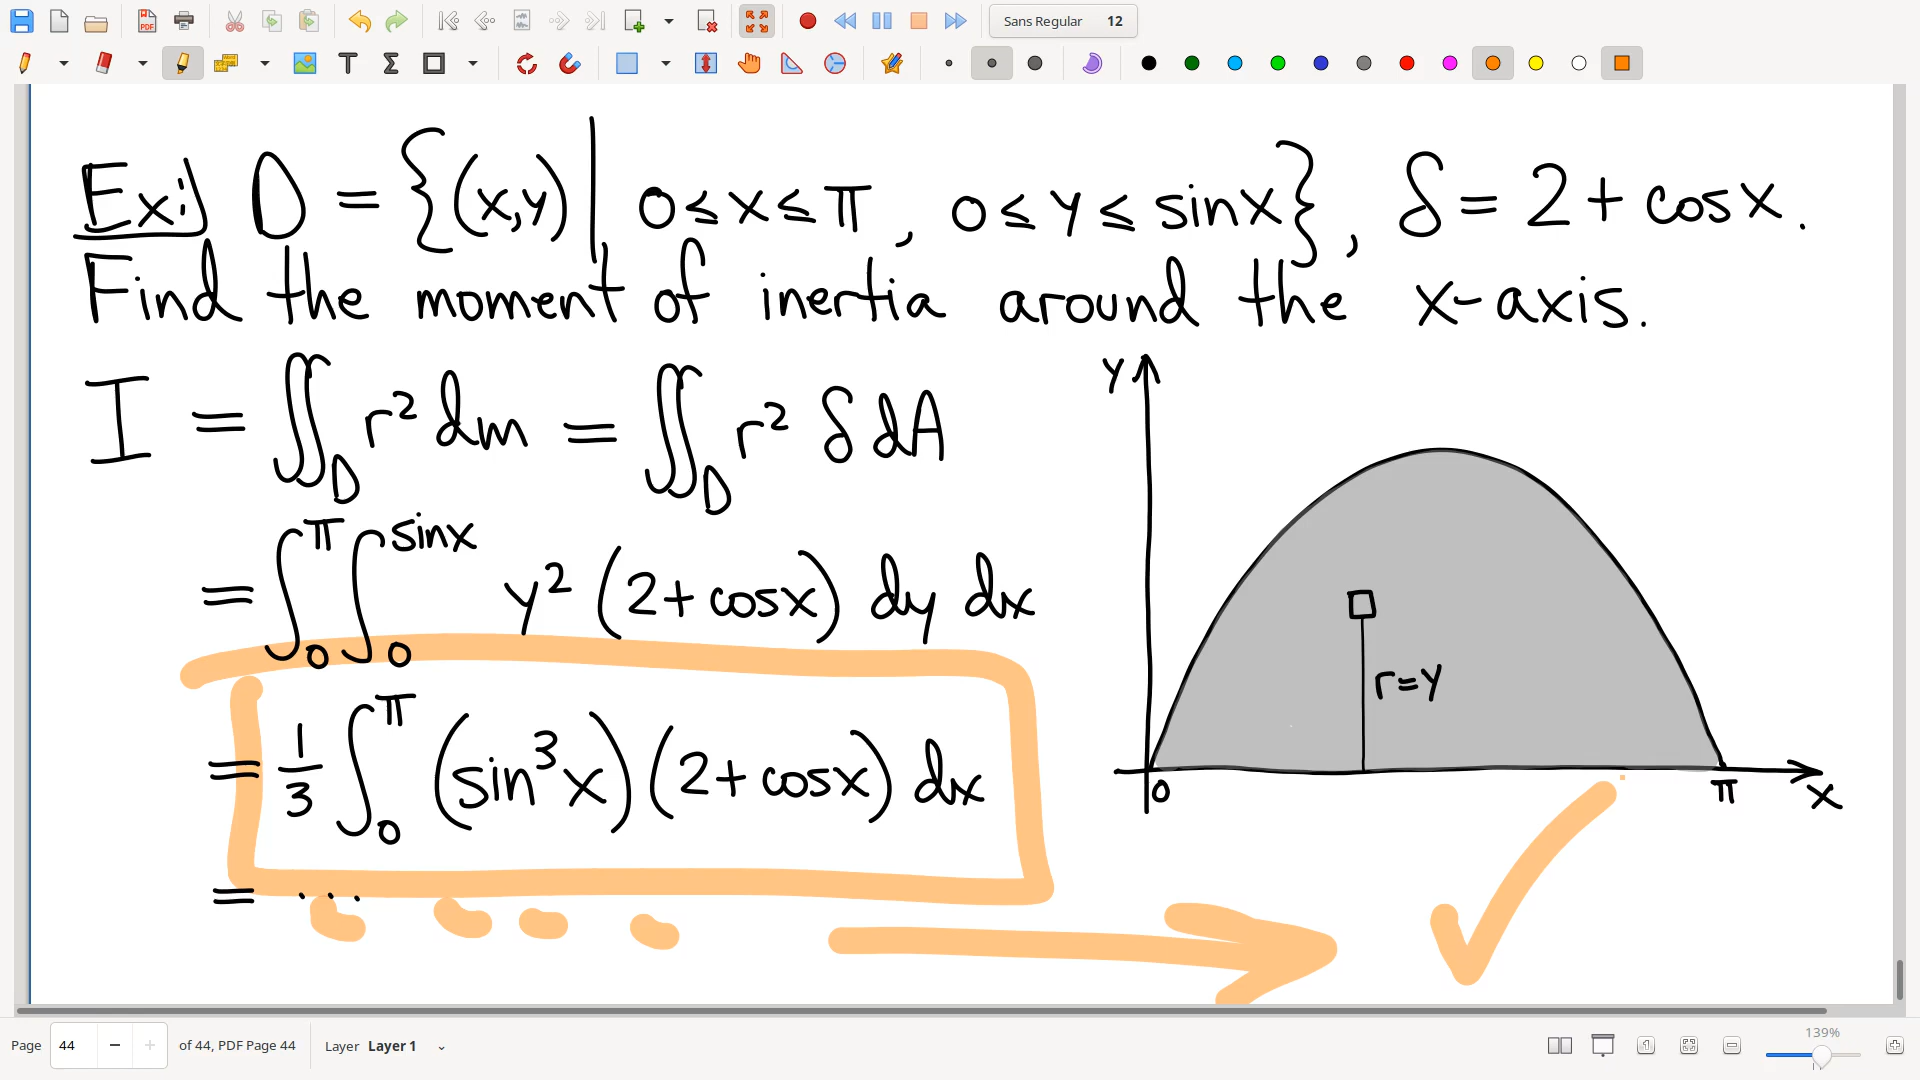 Sans Regular 12
Ex: D = {(x,y)| 0≤x≤π, 0≤y≤sinx}, δ = 2+cosx.
Find the moment of inertia around the x-axis.
I = ∬_D r² dm = ∬_D r² δ dA
= ∫_0^π ∫_0^sinx y² (2+cosx) dy dx
= 1/3 ∫_0^π (sin³x)(2+cosx) dx
= ...
y
r=y
0 π x
139%
Page 44 of 44, PDF Page 44 Layer Layer 1